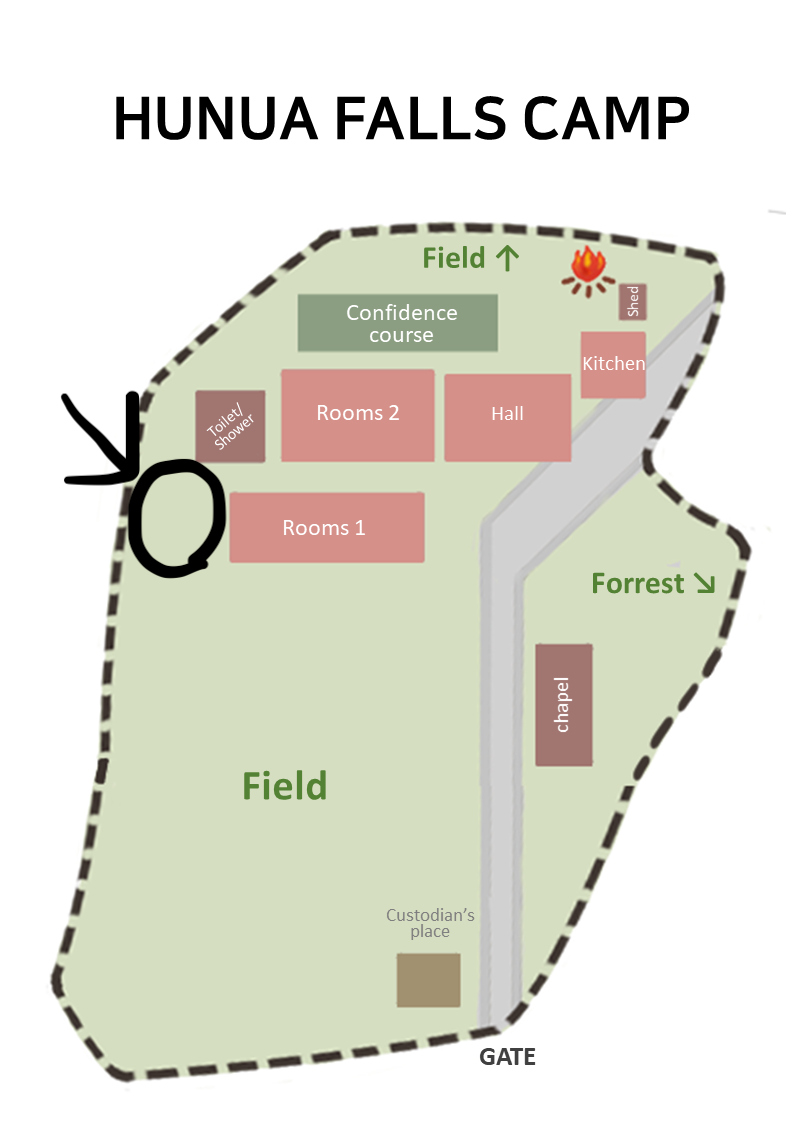 HUNUA FALLS CAMP
Field ↑
Shed
Confidence
course
Kitchen
Toilet/
Shower
Rooms 2
Hall
Rooms 1
Forrest ↘
chapel
Field
Custodian’s
place
GATE